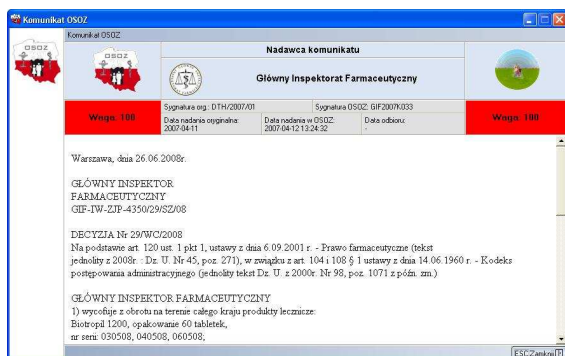 Komunikat OSOZ
Komunikat OSOZ
OSOZ
OSOZ
Nadawca komunikatu
Główny Inspektorat Farmaceutyczny
Waga: 100
Sygnatura org.: DTH/2007/01
Sygnatura OSOZ: GIF2007K033
Waga: 100
Data nadania oryginalna:
2007-04-11
Data nadania w OSOZ:
2007-04-12 13:24:32
Data odbioru:
-
Warszawa, dnia 26.06.2008r.
GŁÓWNY INSPEKTOR
FARMACEUTYCZNY
GIF-IW-ZJP-4350/29/SZ/08
DECYZJA Nr 29/WC/2008
Na podstawie art. 120 ust. 1 pkt 1, ustawy z dnia 6.09.2001 r. - Prawo farmaceutyczne (tekst
jednolity z 2008r. : Dz. U. Nr 45, poz. 271), w związku z art. 104 i 108 § 1 ustawy z dnia 14.06.1960 r. - Kodeks
postępowania administracyjnego (jednolity tekst Dz. U. z 2000r. Nr 98, poz. 1071 z późn. zm.)
GŁÓWNY INSPEKTOR FARMACEUTYCZNY
1) wycofuje z obrotu na terenie całego kraju produkty lecznicze:
Biotropil 1200, opakowanie 60 tabletek,
nr serii: 030508, 040508, 060508;
ESC Zamknij